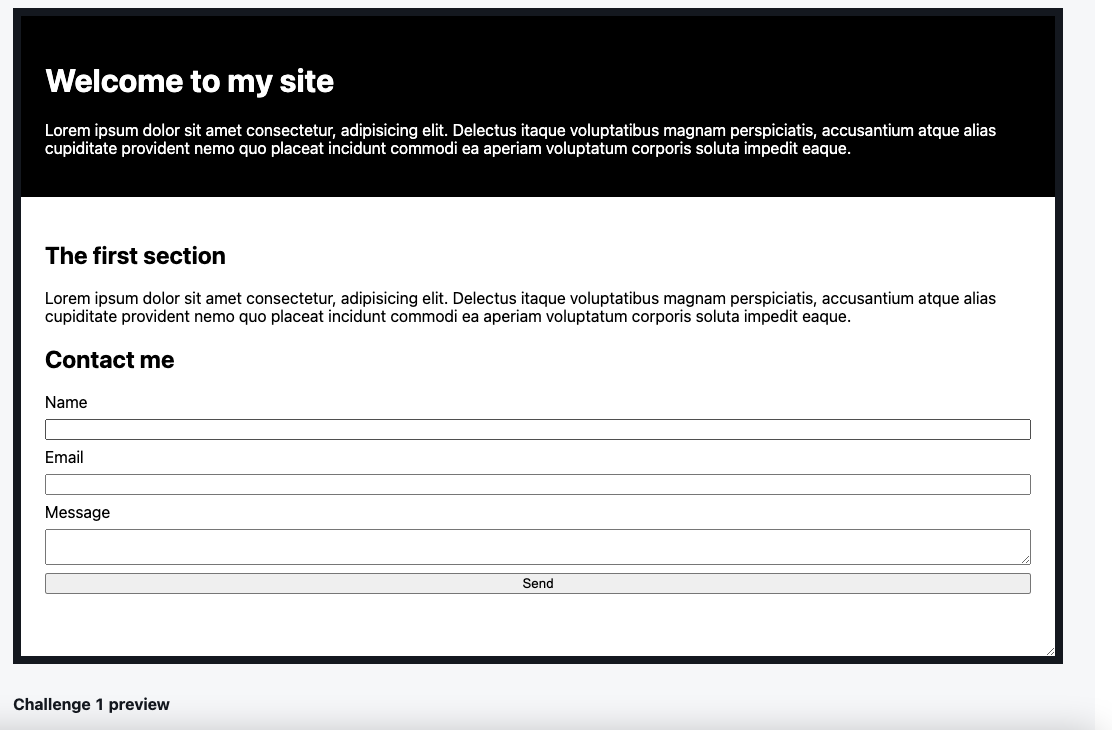 Welcome to my site
Lorem ipsum dolor sit amet consectetur, adipisicing elit. Delectus itaque voluptatibus magnam perspiciatis, accusantium atque alias
cupiditate provident nemo quo placeat incidunt commodi ea aperiam voluptatum corporis soluta impedit eaque.
The first section
Lorem ipsum dolor sit amet consectetur, adipisicing elit. Delectus itaque voluptatibus magnam perspiciatis, accusantium atque alias
cupiditate provident nemo quo placeat incidunt commodi ea aperiam voluptatum corporis soluta impedit eaque.
Contact me
Name
Email
Message
Send
Challenge 1 preview